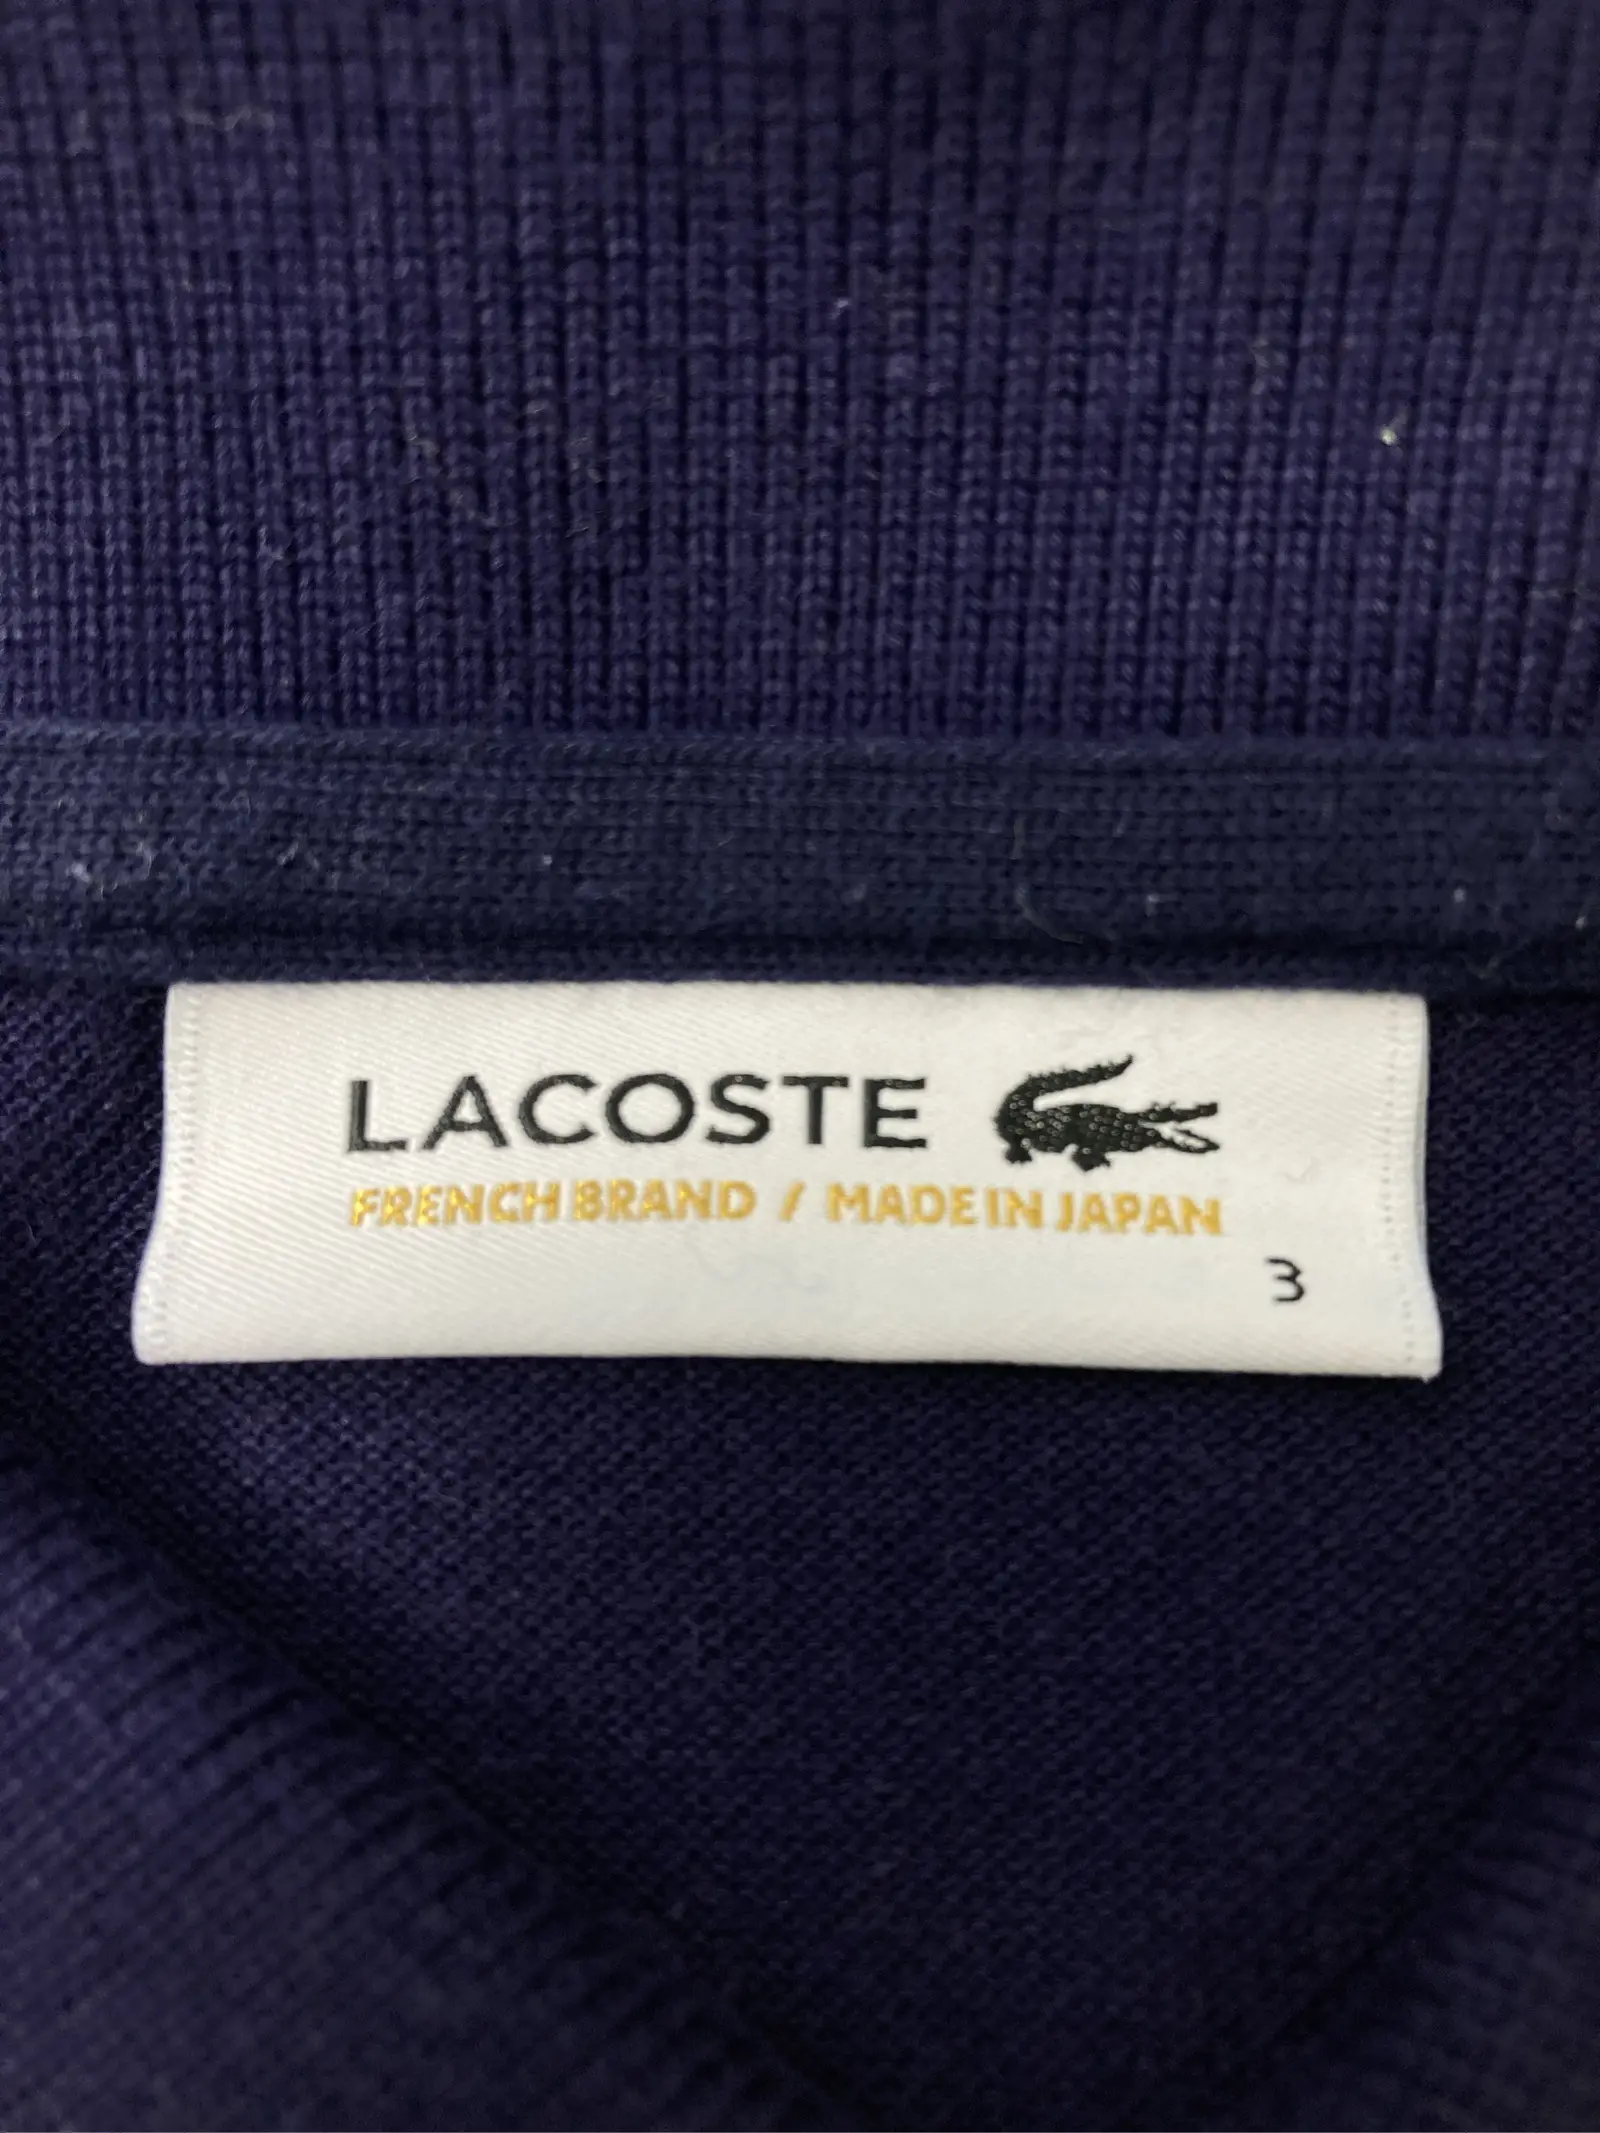 LACOSTE
FRENCH BRAND / MADE IN JAPAN
3